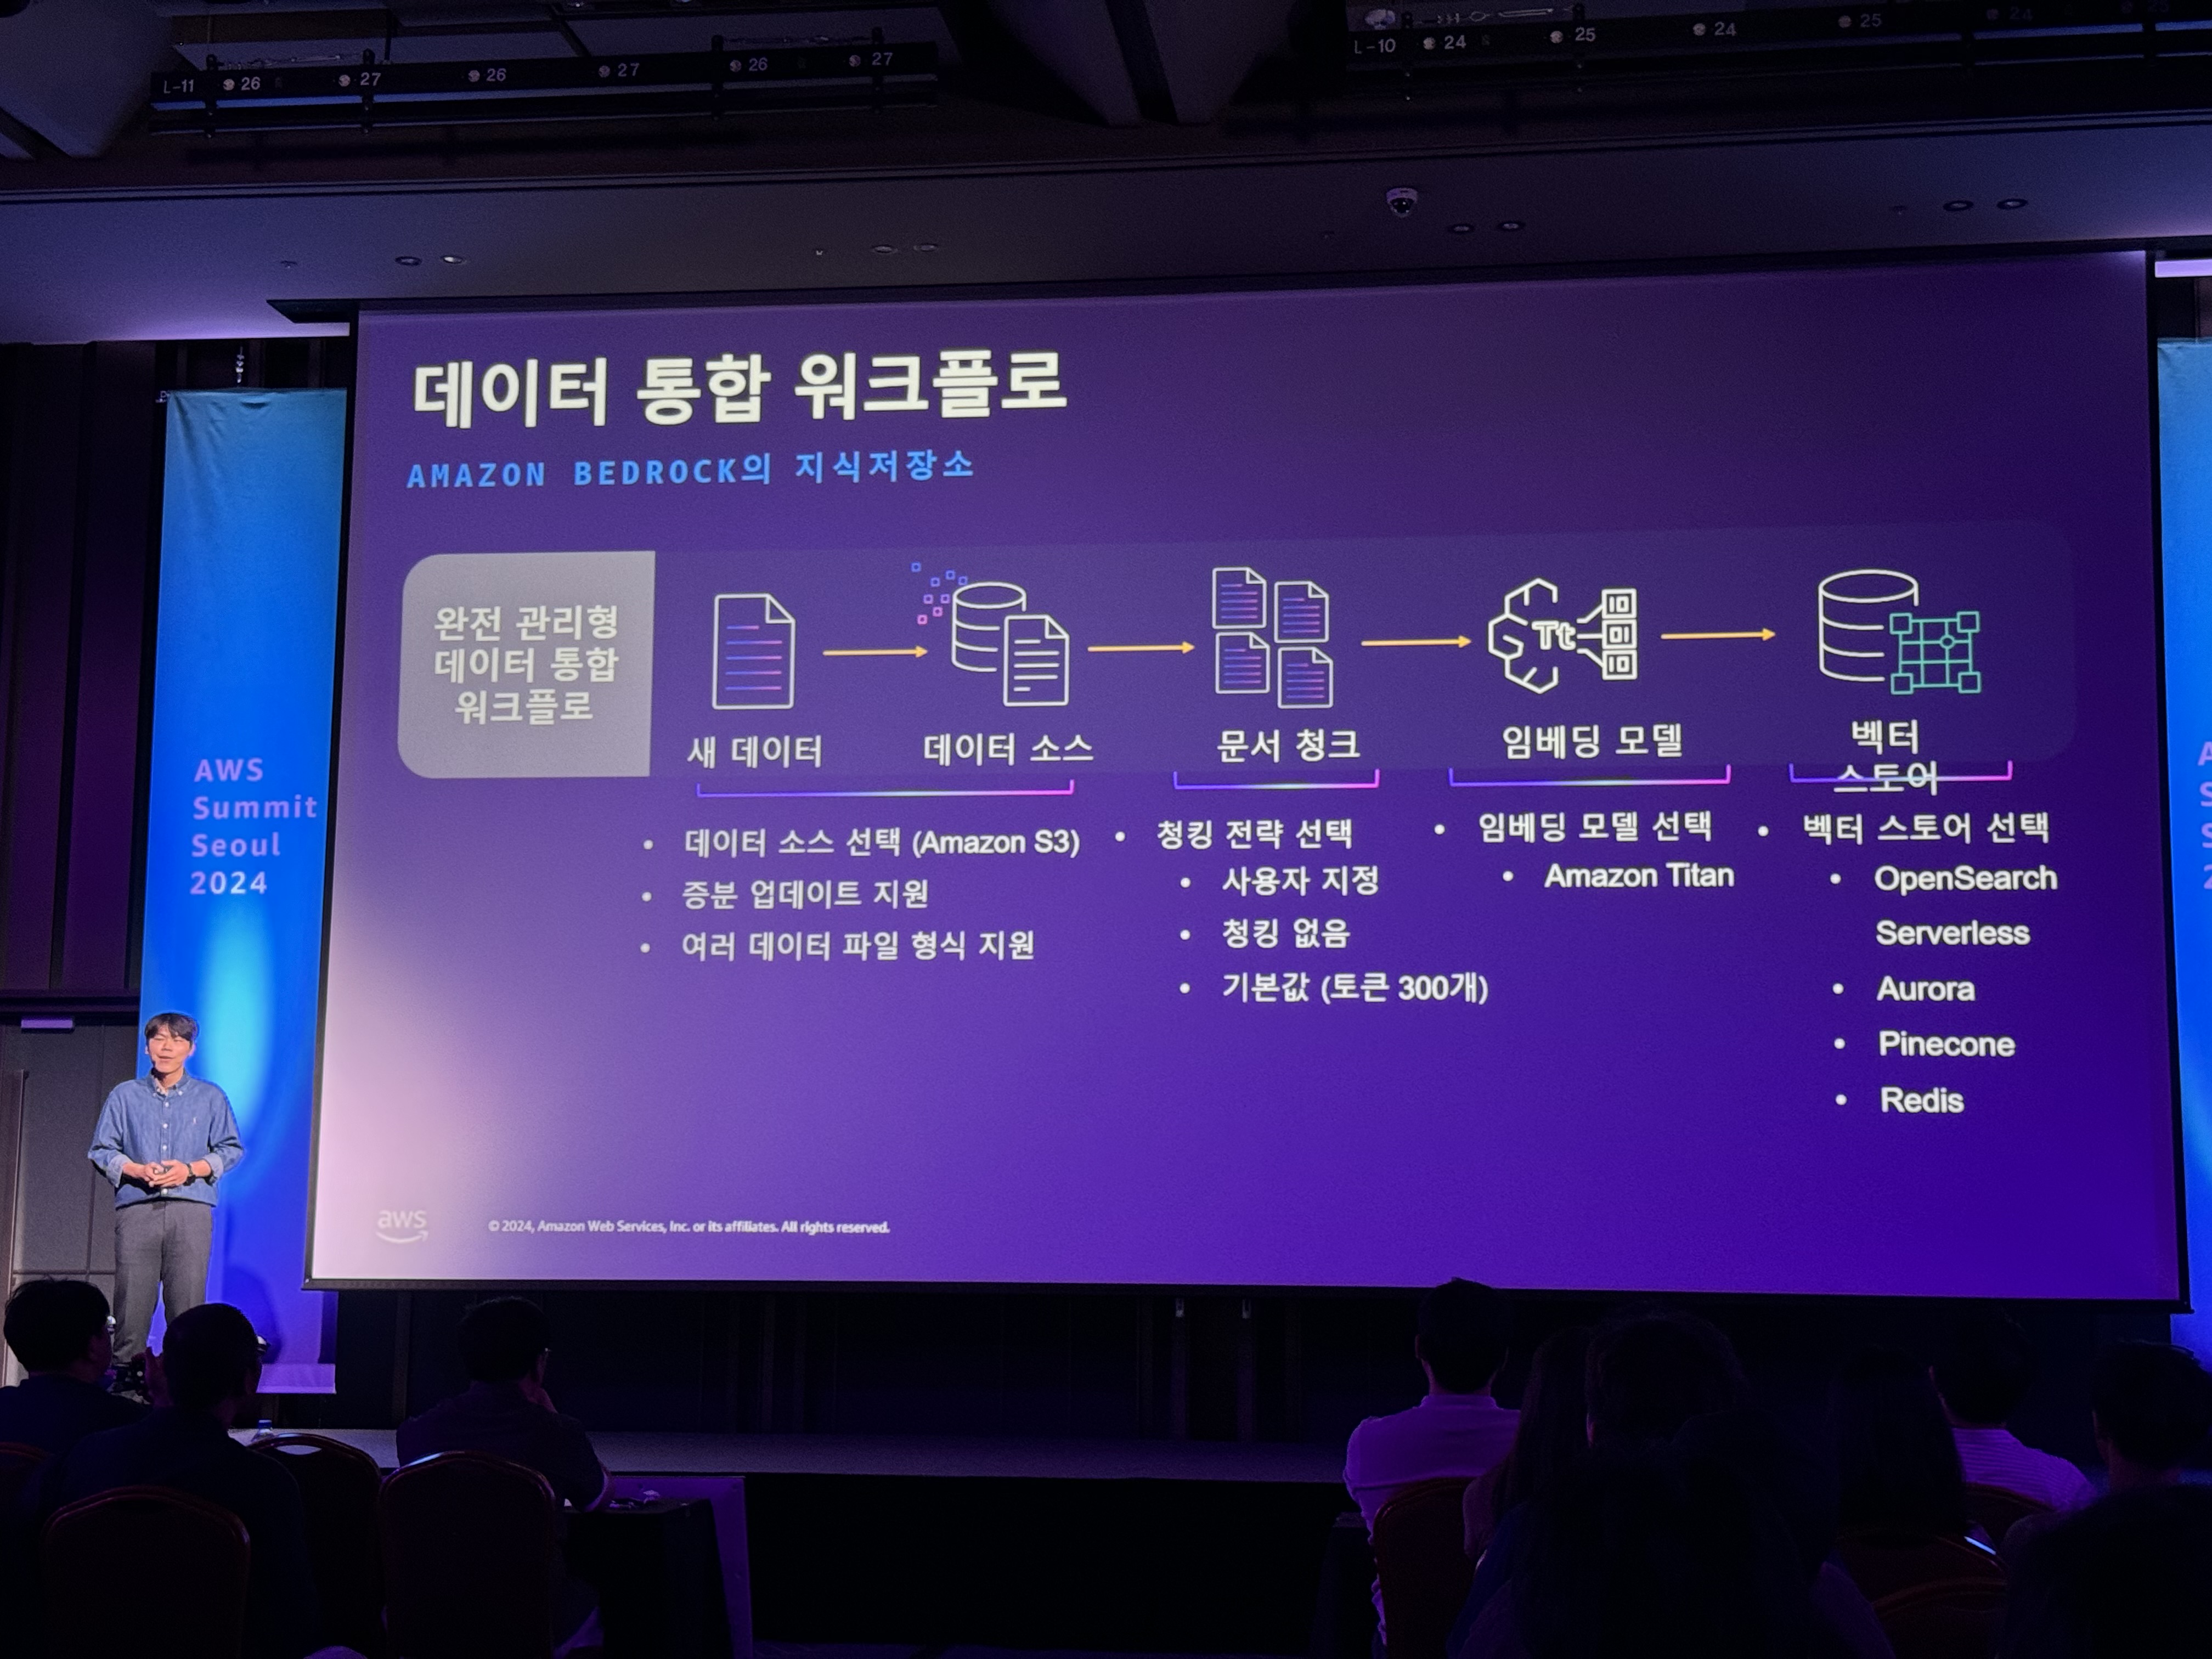 L-11 26 27 26 27 26 27
L-10 24 25 24 25 24 25
데이터 통합 워크플로
AMAZON BEDROCK의 지식저장소
완전 관리형
데이터 통합
워크플로
새 데이터
데이터 소스
문서 청크
Tt
임베딩 모델
벡터
스토어
• 데이터 소스 선택 (Amazon S3)
• 증분 업데이트 지원
• 여러 데이터 파일 형식 지원
• 청킹 전략 선택
• 사용자 지정
• 청킹 없음
• 기본값 (토큰 300개)
• 임베딩 모델 선택
• Amazon Titan
• 벡터 스토어 선택
• OpenSearch
Serverless
• Aurora
• Pinecone
• Redis
aws
© 2024, Amazon Web Services, Inc. or its affiliates. All rights reserved.
AWS
Summit
Seoul
2024